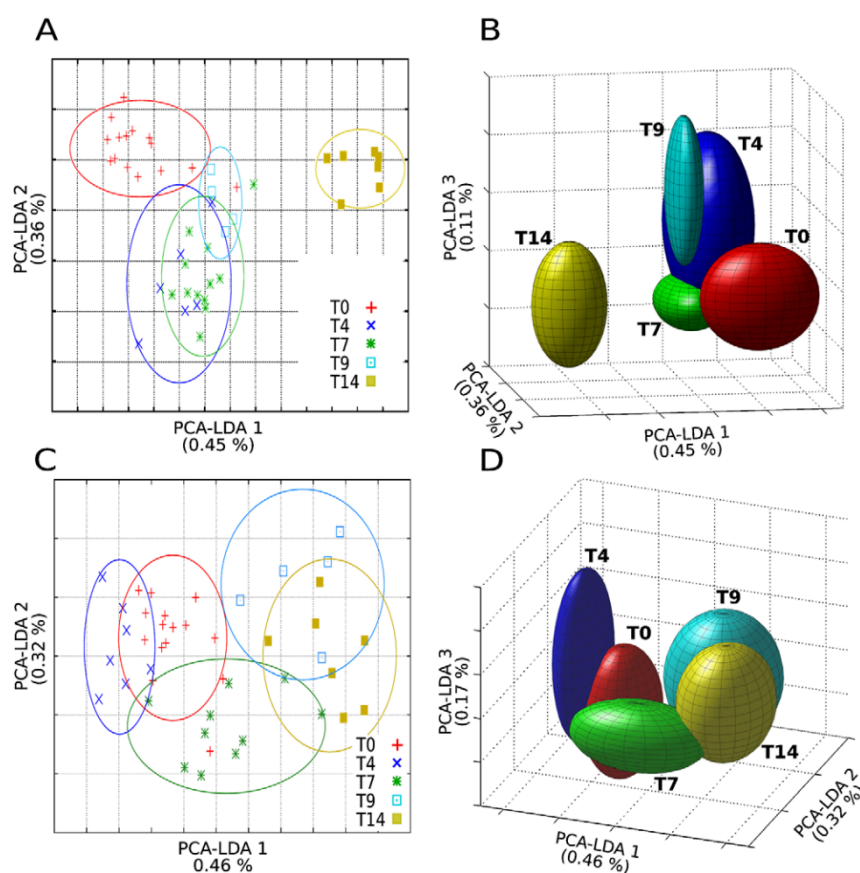 A
PCA-LDA 2
(0.36 %)
T0
T4
T7
T9
T14
PCA-LDA 1
(0.45 %)
B
PCA-LDA 3
(0.11 %)
T9
T4
T14
T0
T7
PCA-LDA 2
(0.36 %)
PCA-LDA 1
(0.45 %)
C
PCA-LDA 2
(0.32 %)
T0
T4
T7
T9
T14
PCA-LDA 1
0.46 %
D
PCA-LDA 3
(0.17 %)
T4
T9
T0
T14
T7
PCA-LDA 1
(0.46 %)
PCA-LDA 2
(0.32 %)